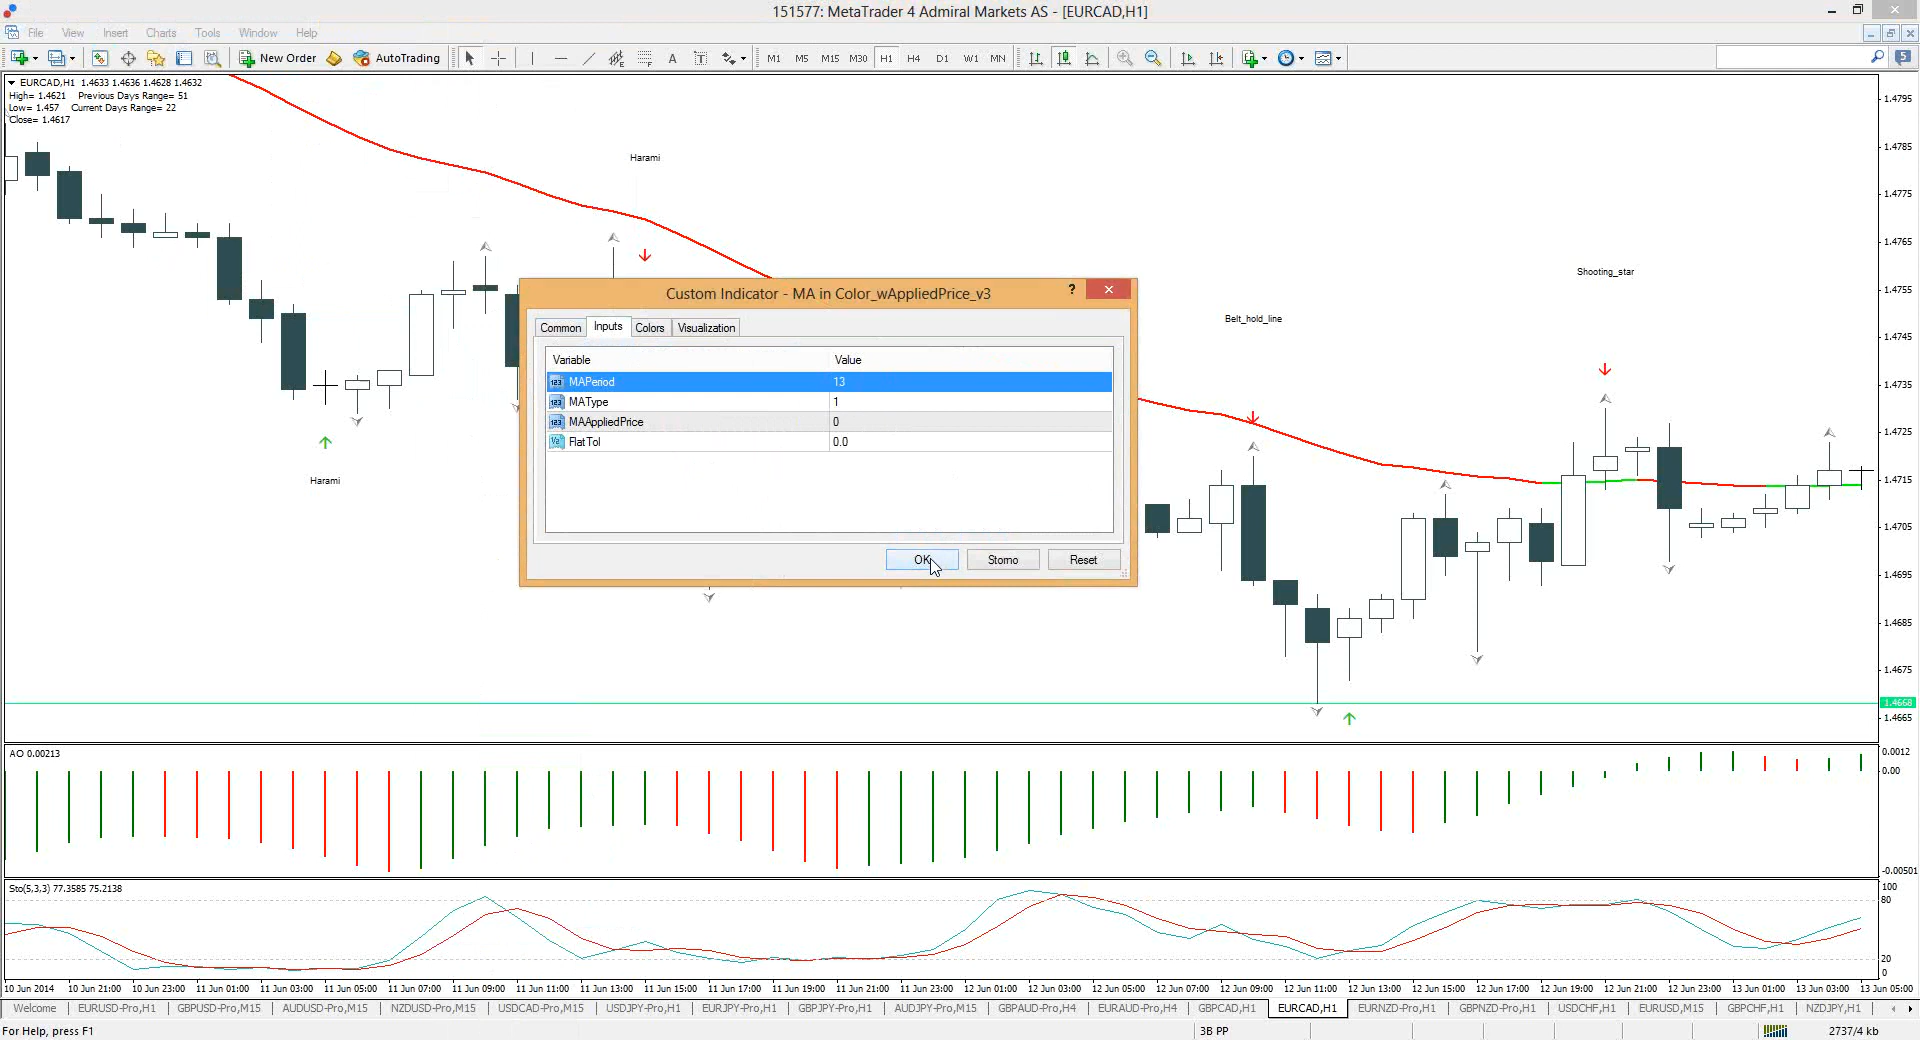 151577: MetaTrader 4 Admiral Markets AS - [EURCAD,H1]
File View Insert Charts Tools Window Help
New Order AutoTrading A T M1 M5 M15 M30 H1 H4 D1 W1 MN 5
EURCAD,H1 1.4633 1.4636 1.4628 1.4632
High= 1.4621 Previous Days Range= 51
Low= 1.457 Current Days Range= 22
Close= 1.4617
1.4795
1.4785
1.4775
1.4765
1.4755
1.4745
1.4735
1.4725
1.4715
1.4705
1.4695
1.4685
1.4675
1.4668
1.4665
Harami
Shooting_star
Belt_hold_line
Harami
Custom Indicator - MA in Color_wAppliedPrice_v3 ?
Common Inputs Colors Visualization
Variable Value
123 MAPeriod 13
123 MAType 1
123 MAAppliedPrice 0
Va FlatTol 0.0
OK Storno Reset
AO 0.00213
0.0012
0.00
-0.00501
Sto(5,3,3) 77.3585 75.2138
100
80
20
0
10 Jun 2014 10 Jun 21:00 10 Jun 23:00 11 Jun 01:00 11 Jun 03:00 11 Jun 05:00 11 Jun 07:00 11 Jun 09:00 11 Jun 11:00 11 Jun 13:00 11 Jun 15:00 11 Jun 17:00 11 Jun 19:00 11 Jun 21:00 11 Jun 23:00 12 Jun 01:00 12 Jun 03:00 12 Jun 05:00 12 Jun 07:00 12 Jun 09:00 12 Jun 11:00 12 Jun 13:00 12 Jun 15:00 12 Jun 17:00 12 Jun 19:00 12 Jun 21:00 12 Jun 23:00 13 Jun 01:00 13 Jun 03:00 13 Jun 05:00
Welcome EURUSD-Pro,H1 GBPUSD-Pro,M15 AUDUSD-Pro,M15 NZDUSD-Pro,M15 USDCAD-Pro,M15 USDJPY-Pro,H1 EURJPY-Pro,H1 GBPJPY-Pro,H1 AUDJPY-Pro,M15 GBPAUD-Pro,H4 EURAUD-Pro,H4 GBPCAD,H1 EURCAD,H1 EURNZD-Pro,H1 GBPNZD-Pro,H1 USDCHF,H1 EURUSD,M15 GBPCHF,H1 NZDJPY,H1
For Help, press F1 3B PP 2737/4 kb